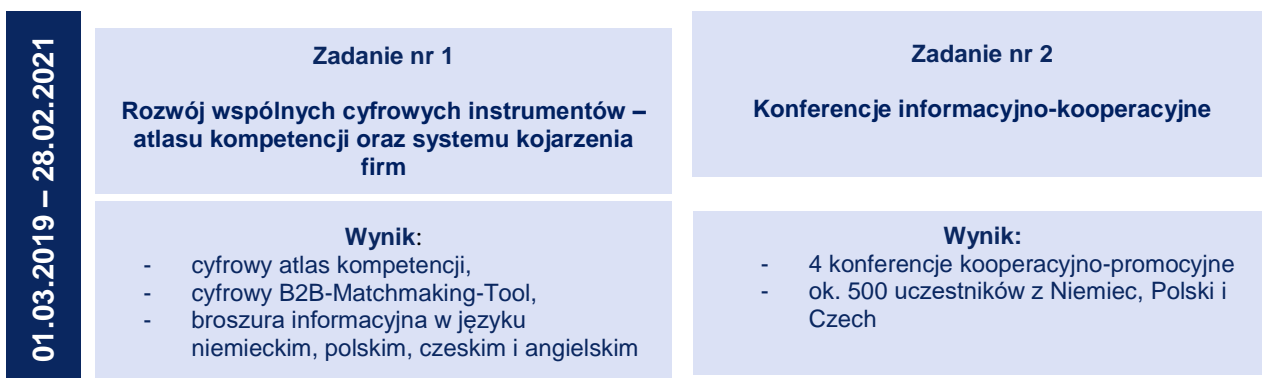 01.03.2019 – 28.02.2021
Zadanie nr 1
Rozwój wspólnych cyfrowych instrumentów –
atlasu kompetencji oraz systemu kojarzenia
firm
Wynik:
- cyfrowy atlas kompetencji,
- cyfrowy B2B-Matchmaking-Tool,
- broszura informacyjna w języku
niemieckim, polskim, czeskim i angielskim
Zadanie nr 2
Konferencje informacyjno-kooperacyjne
Wynik:
- 4 konferencje kooperacyjno-promocyjne
- ok. 500 uczestników z Niemiec, Polski i
Czech